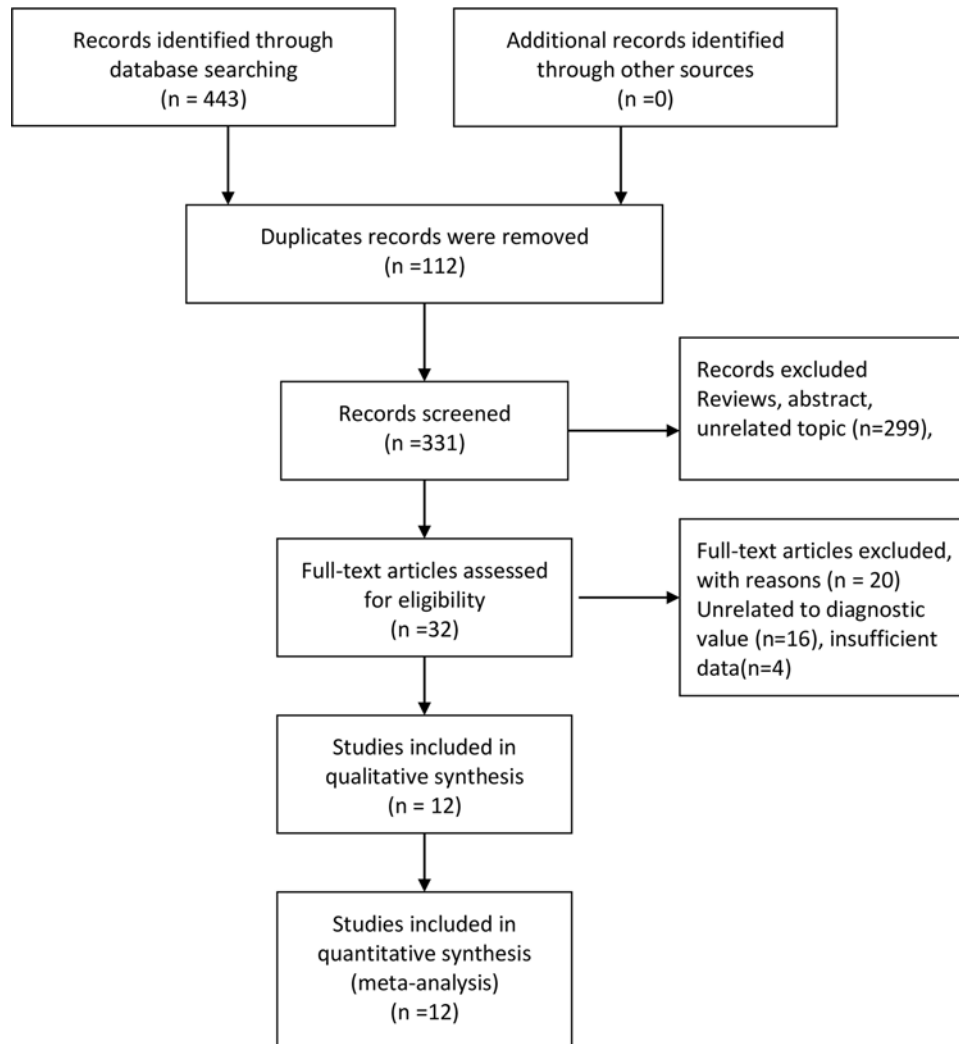 Records identified through
database searching
(n = 443)
Additional records identified
through other sources
(n =0)
Duplicates records were removed
(n =112)
Records screened
(n =331)
Records excluded
Reviews, abstract,
unrelated topic (n=299),
Full-text articles assessed
for eligibility
(n =32)
Full-text articles excluded,
with reasons (n = 20)
Unrelated to diagnostic
value (n=16), insufficient
data(n=4)
Studies included in
qualitative synthesis
(n = 12)
Studies included in
quantitative synthesis
(meta-analysis)
(n =12)